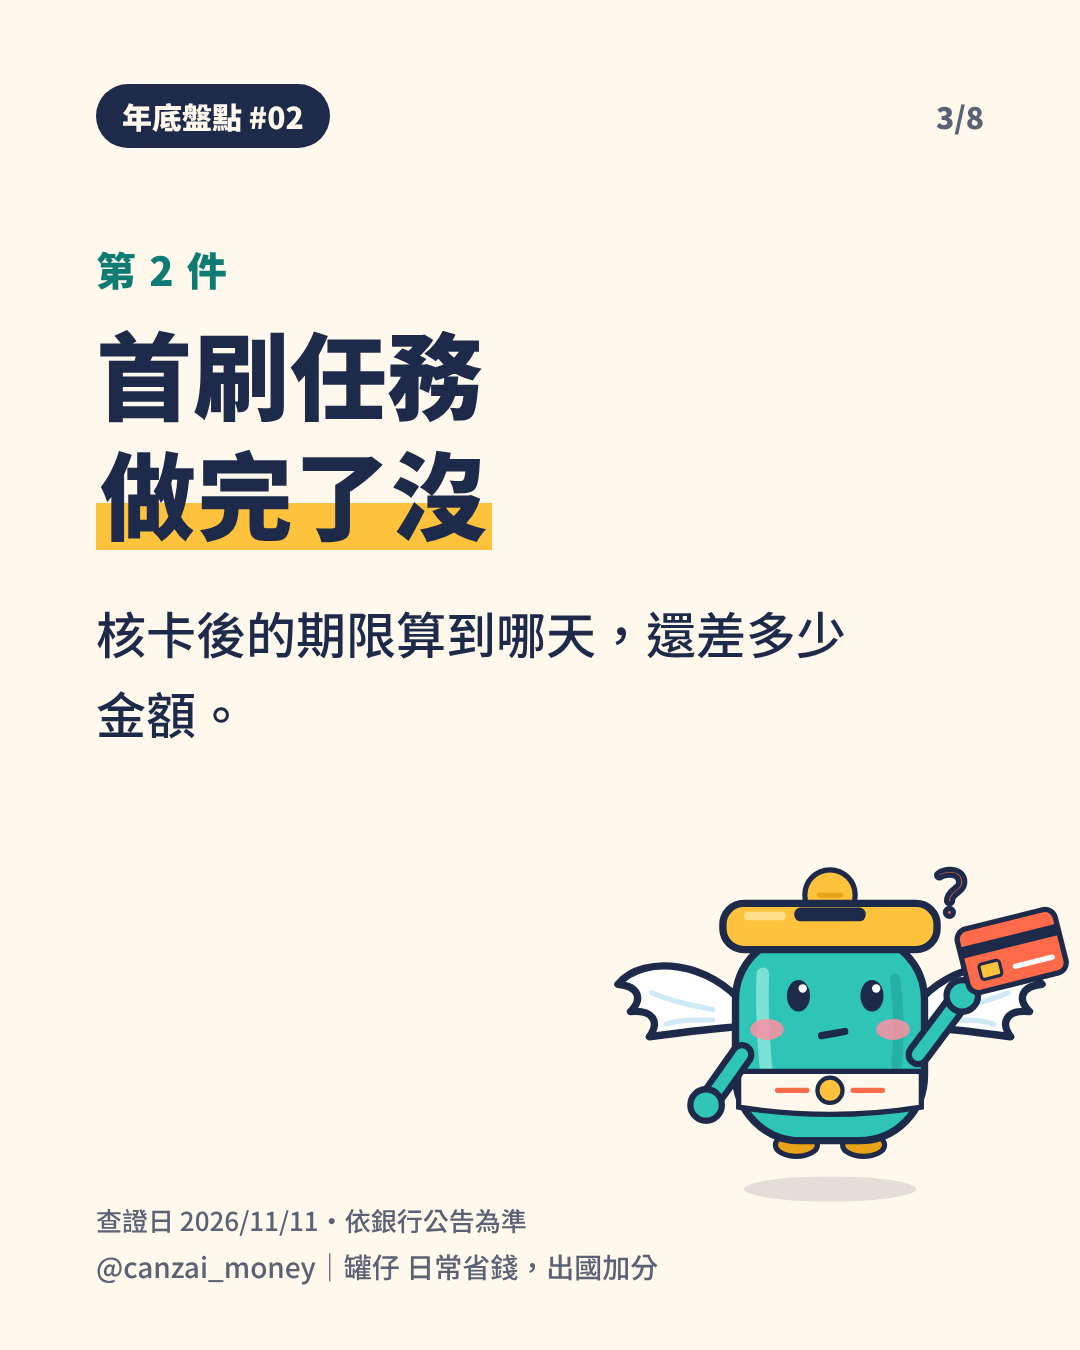 年底盤點 #02
3/8
第 2 件
首刷任務
做完了沒
核卡後的期限算到哪天，還差多少
金額。
?
查證日 2026/11/11・依銀行公告為準
@canzai_money｜罐仔 日常省錢，出國加分